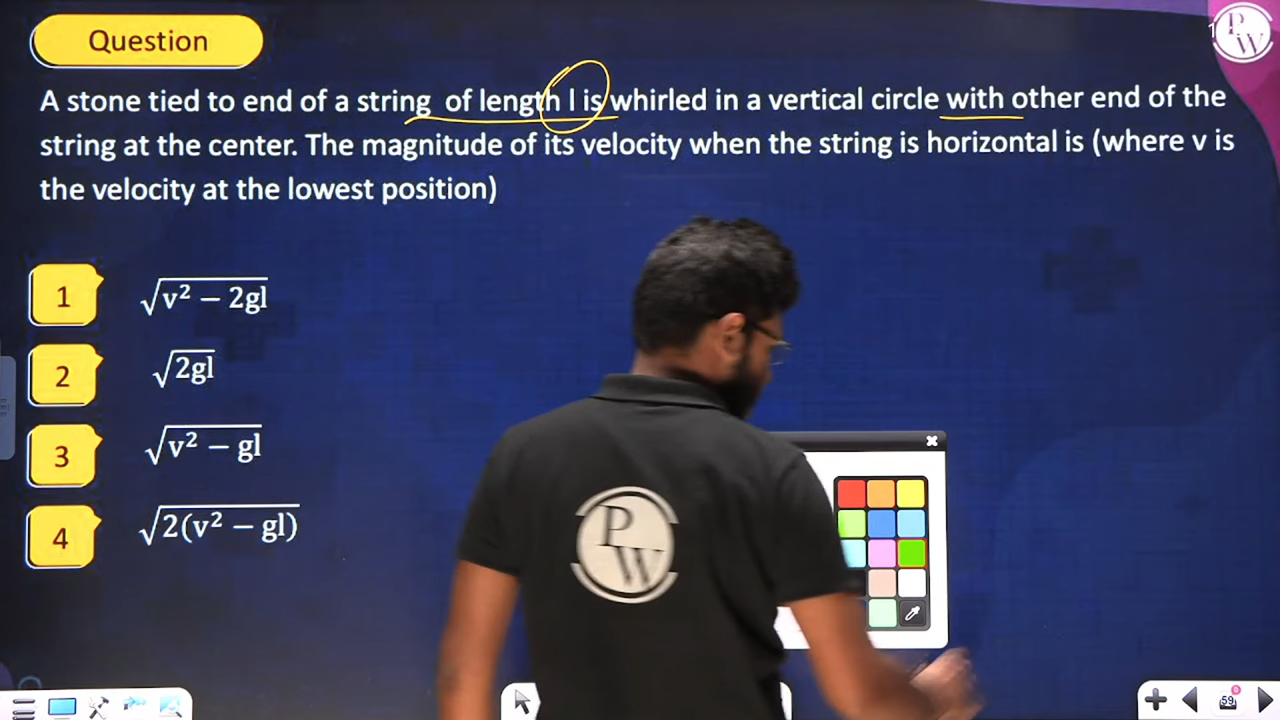 Question
A stone tied to end of a string of length l is whirled in a vertical circle with other end of the
string at the center. The magnitude of its velocity when the string is horizontal is (where v is
the velocity at the lowest position)
1 √(v² − 2gl)
2 √(2gl)
3 √(v² − gl)
4 √(2(v² − gl))
PW
PW
59